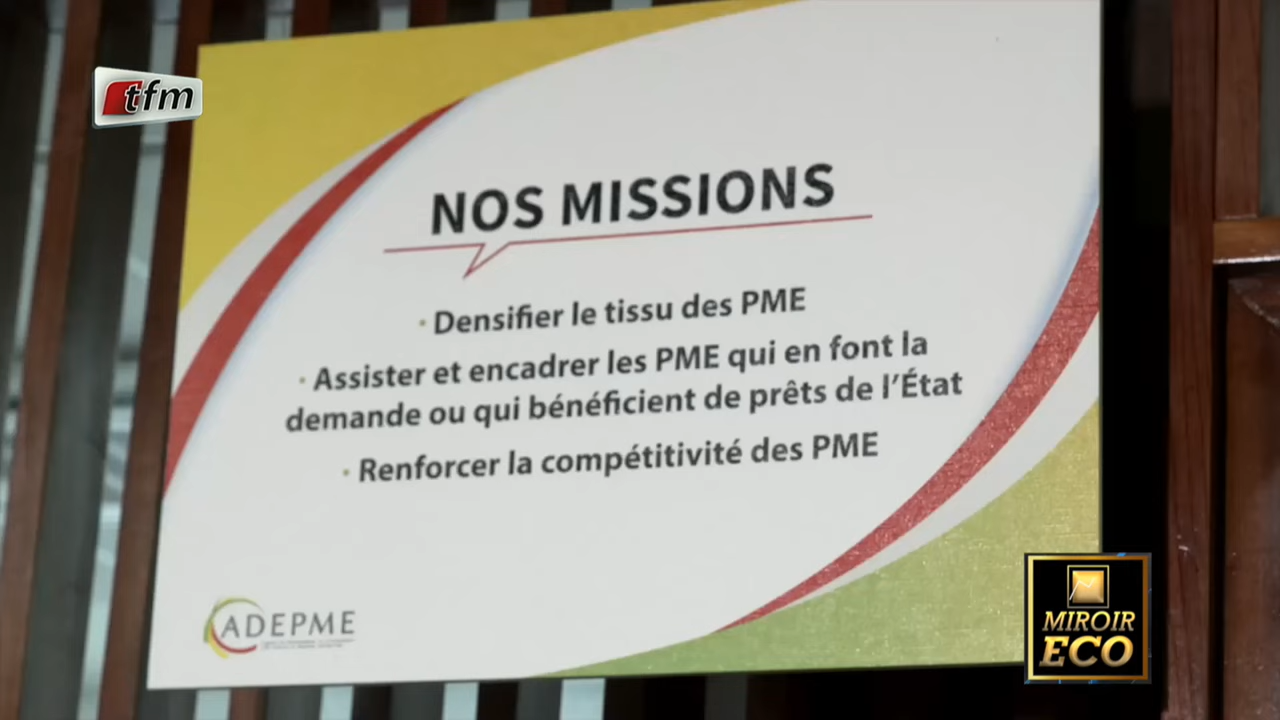 tfm
NOS MISSIONS
· Densifier le tissu des PME
· Assister et encadrer les PME qui en font la
demande ou qui bénéficient de prêts de l'État
· Renforcer la compétitivité des PME
ADEPME
MIROIR
ECO